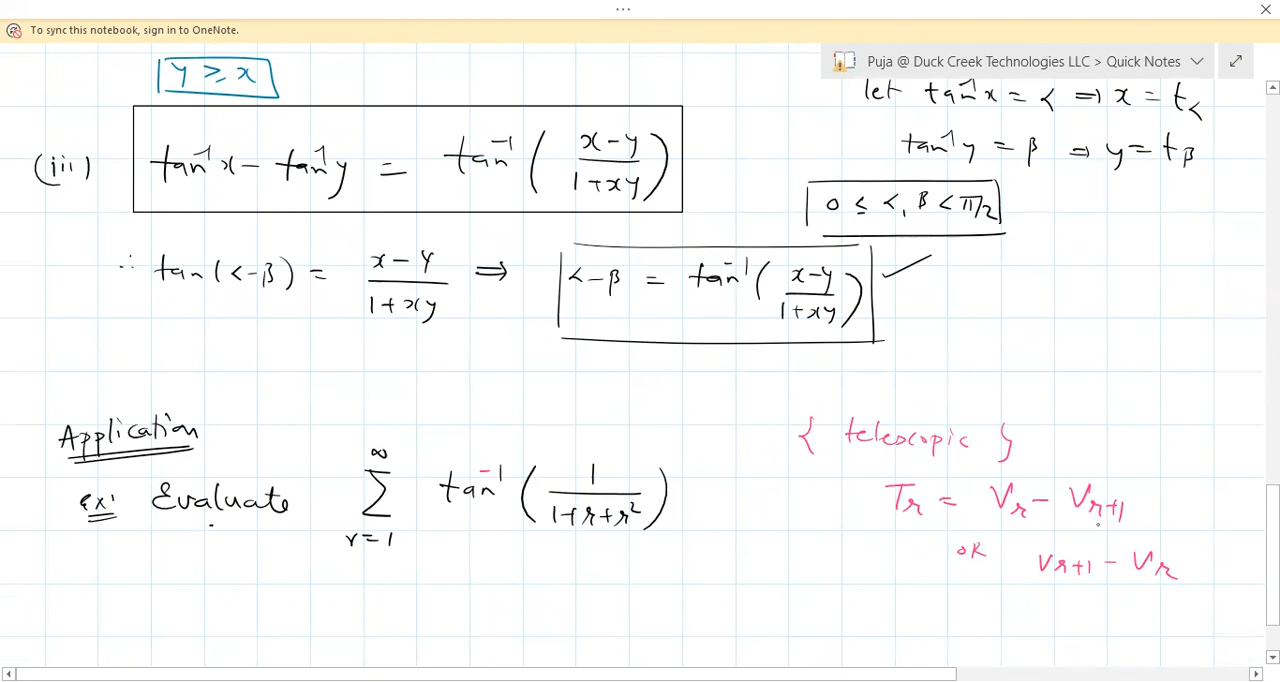 To sync this notebook, sign in to OneNote.
Puja @ Duck Creek Technologies LLC > Quick Notes
y ≥ x
let tan⁻¹x = α ⇒ x = tα
(iii) tan⁻¹x − tan⁻¹y = tan⁻¹((x−y)/(1+xy))
tan⁻¹y = β ⇒ y = tβ
0 ≤ α, β < π/2
∴ tan(α−β) = (x−y)/(1+xy) ⇒ α−β = tan⁻¹((x−y)/(1+xy)) ✓
Application
{ telescopic }
ex: Evaluate ∞ Σ r=1 tan⁻¹(1/(1+r+r²))
Tr = Vr − Vr+1
OR Vr+1 − Vr